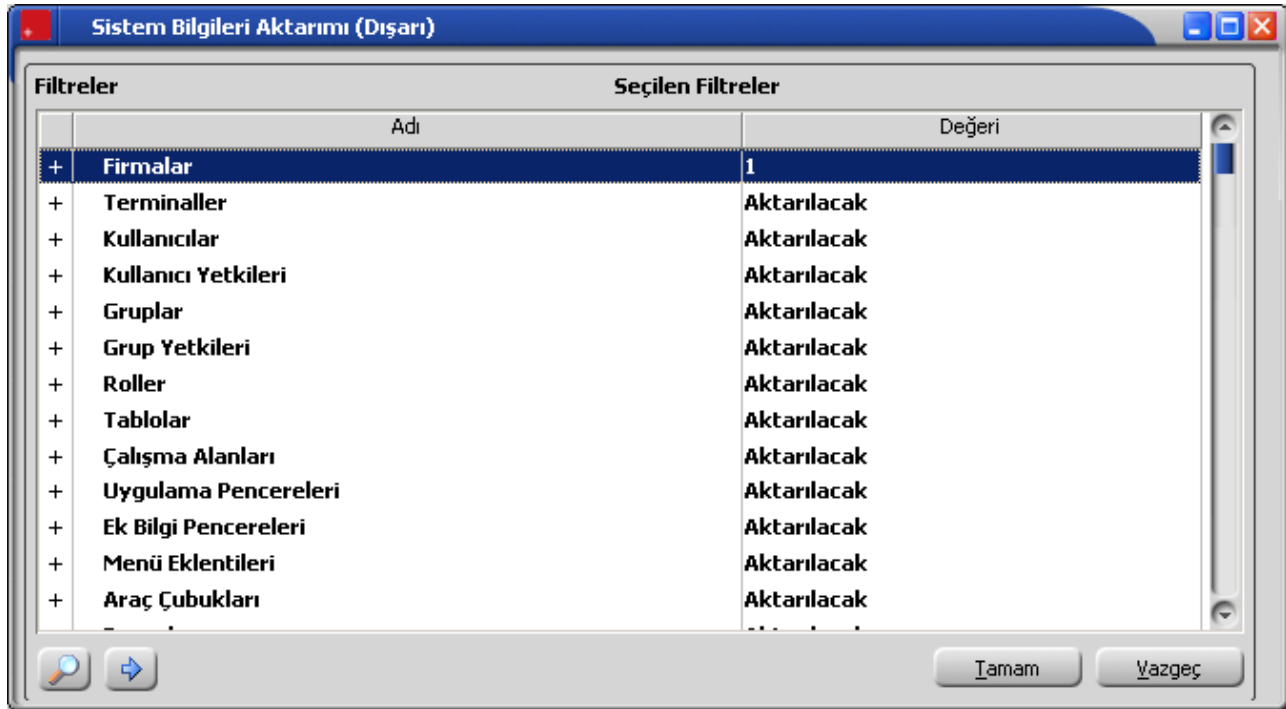 Sistem Bilgileri Aktarımı (Dışarı)
Filtreler Seçilen Filtreler
Adı Değeri
+ Firmalar 1
+ Terminaller Aktarılacak
+ Kullanıcılar Aktarılacak
+ Kullanıcı Yetkileri Aktarılacak
+ Gruplar Aktarılacak
+ Grup Yetkileri Aktarılacak
+ Roller Aktarılacak
+ Tablolar Aktarılacak
+ Çalışma Alanları Aktarılacak
+ Uygulama Pencereleri Aktarılacak
+ Ek Bilgi Pencereleri Aktarılacak
+ Menü Eklentileri Aktarılacak
+ Araç Çubukları Aktarılacak
Tamam Vazgeç